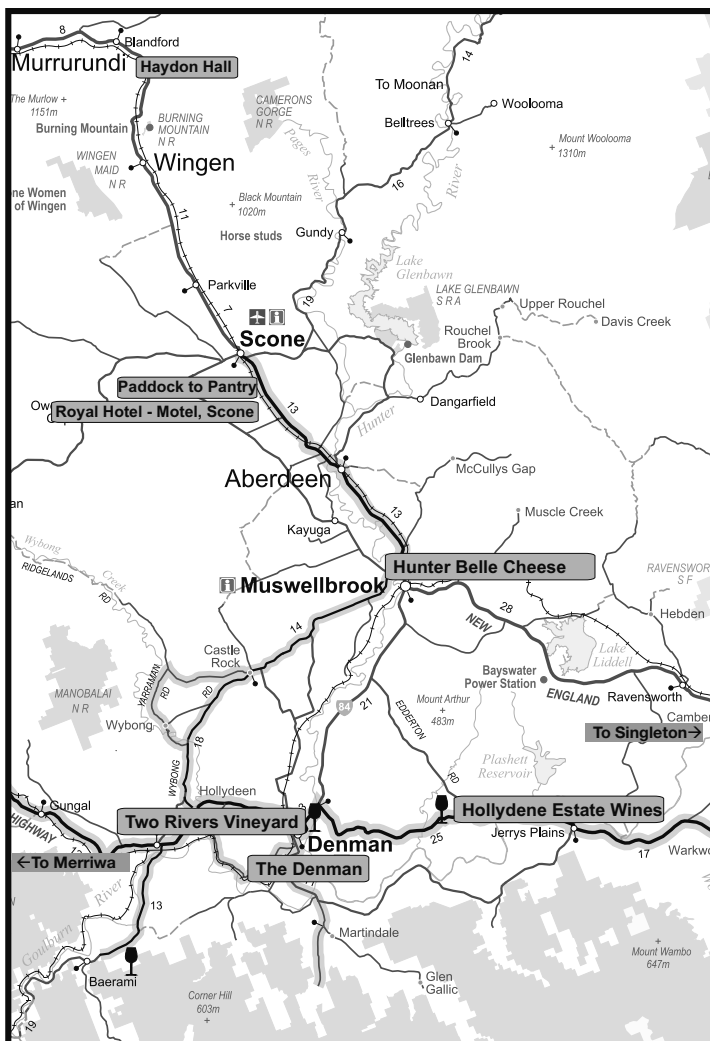 8
Blandford
Murrurundi
Haydon Hall
14
To Moonan
Woolooma
The Murlow +
1151m
BURNING
MOUNTAIN
N R
Burning Mountain
CAMERONS
GORGE
N R
Belltrees
Pages
River
River
Mount Woolooma
1310m
WINGEN
MAID
N R
Wingen
one Women
of Wingen
16
Black Mountain
1020m
11
Horse studs
Gundy
Lake
Glenbawn
Parkville
19
LAKE GLENBAWN
S R A
Upper Rouchel
7
Davis Creek
Scone
Rouchel
Brook
Glenbawn Dam
Paddock to Pantry
13
Royal Hotel - Motel, Scone
Ow
Dangarfield
Hunter
Aberdeen
McCullys Gap
an
13
Kayuga
Muscle Creek
Wybong
Creek
RIDGELANDS
RD
Hunter Belle Cheese
RAVENSWOR
S F
Muswellbrook
28
Hebden
14
NEW
Castle
Rock
Lake
Liddell
YARRAMAN
RD
RD
Bayswater
Power Station
ENGLAND
Ravensworth
MANOBALAI
N R
84
21
EDDERTON
RD
Mount Arthur
+
483m
Camber
Wybong
To Singleton→
18
WYBONG
Plashett
Reservoir
Hollydeen
Gungal
HIGHWAY
Two Rivers Vineyard
Hollydene Estate Wines
Denman
25
Jerrys Plains
17
Warkwo
←To Merriwa
The Denman
River
13
Goulburn
Martindale
Mount Wambo
647m
Baerami
Glen
Gallic
Corner Hill
603m
+
19